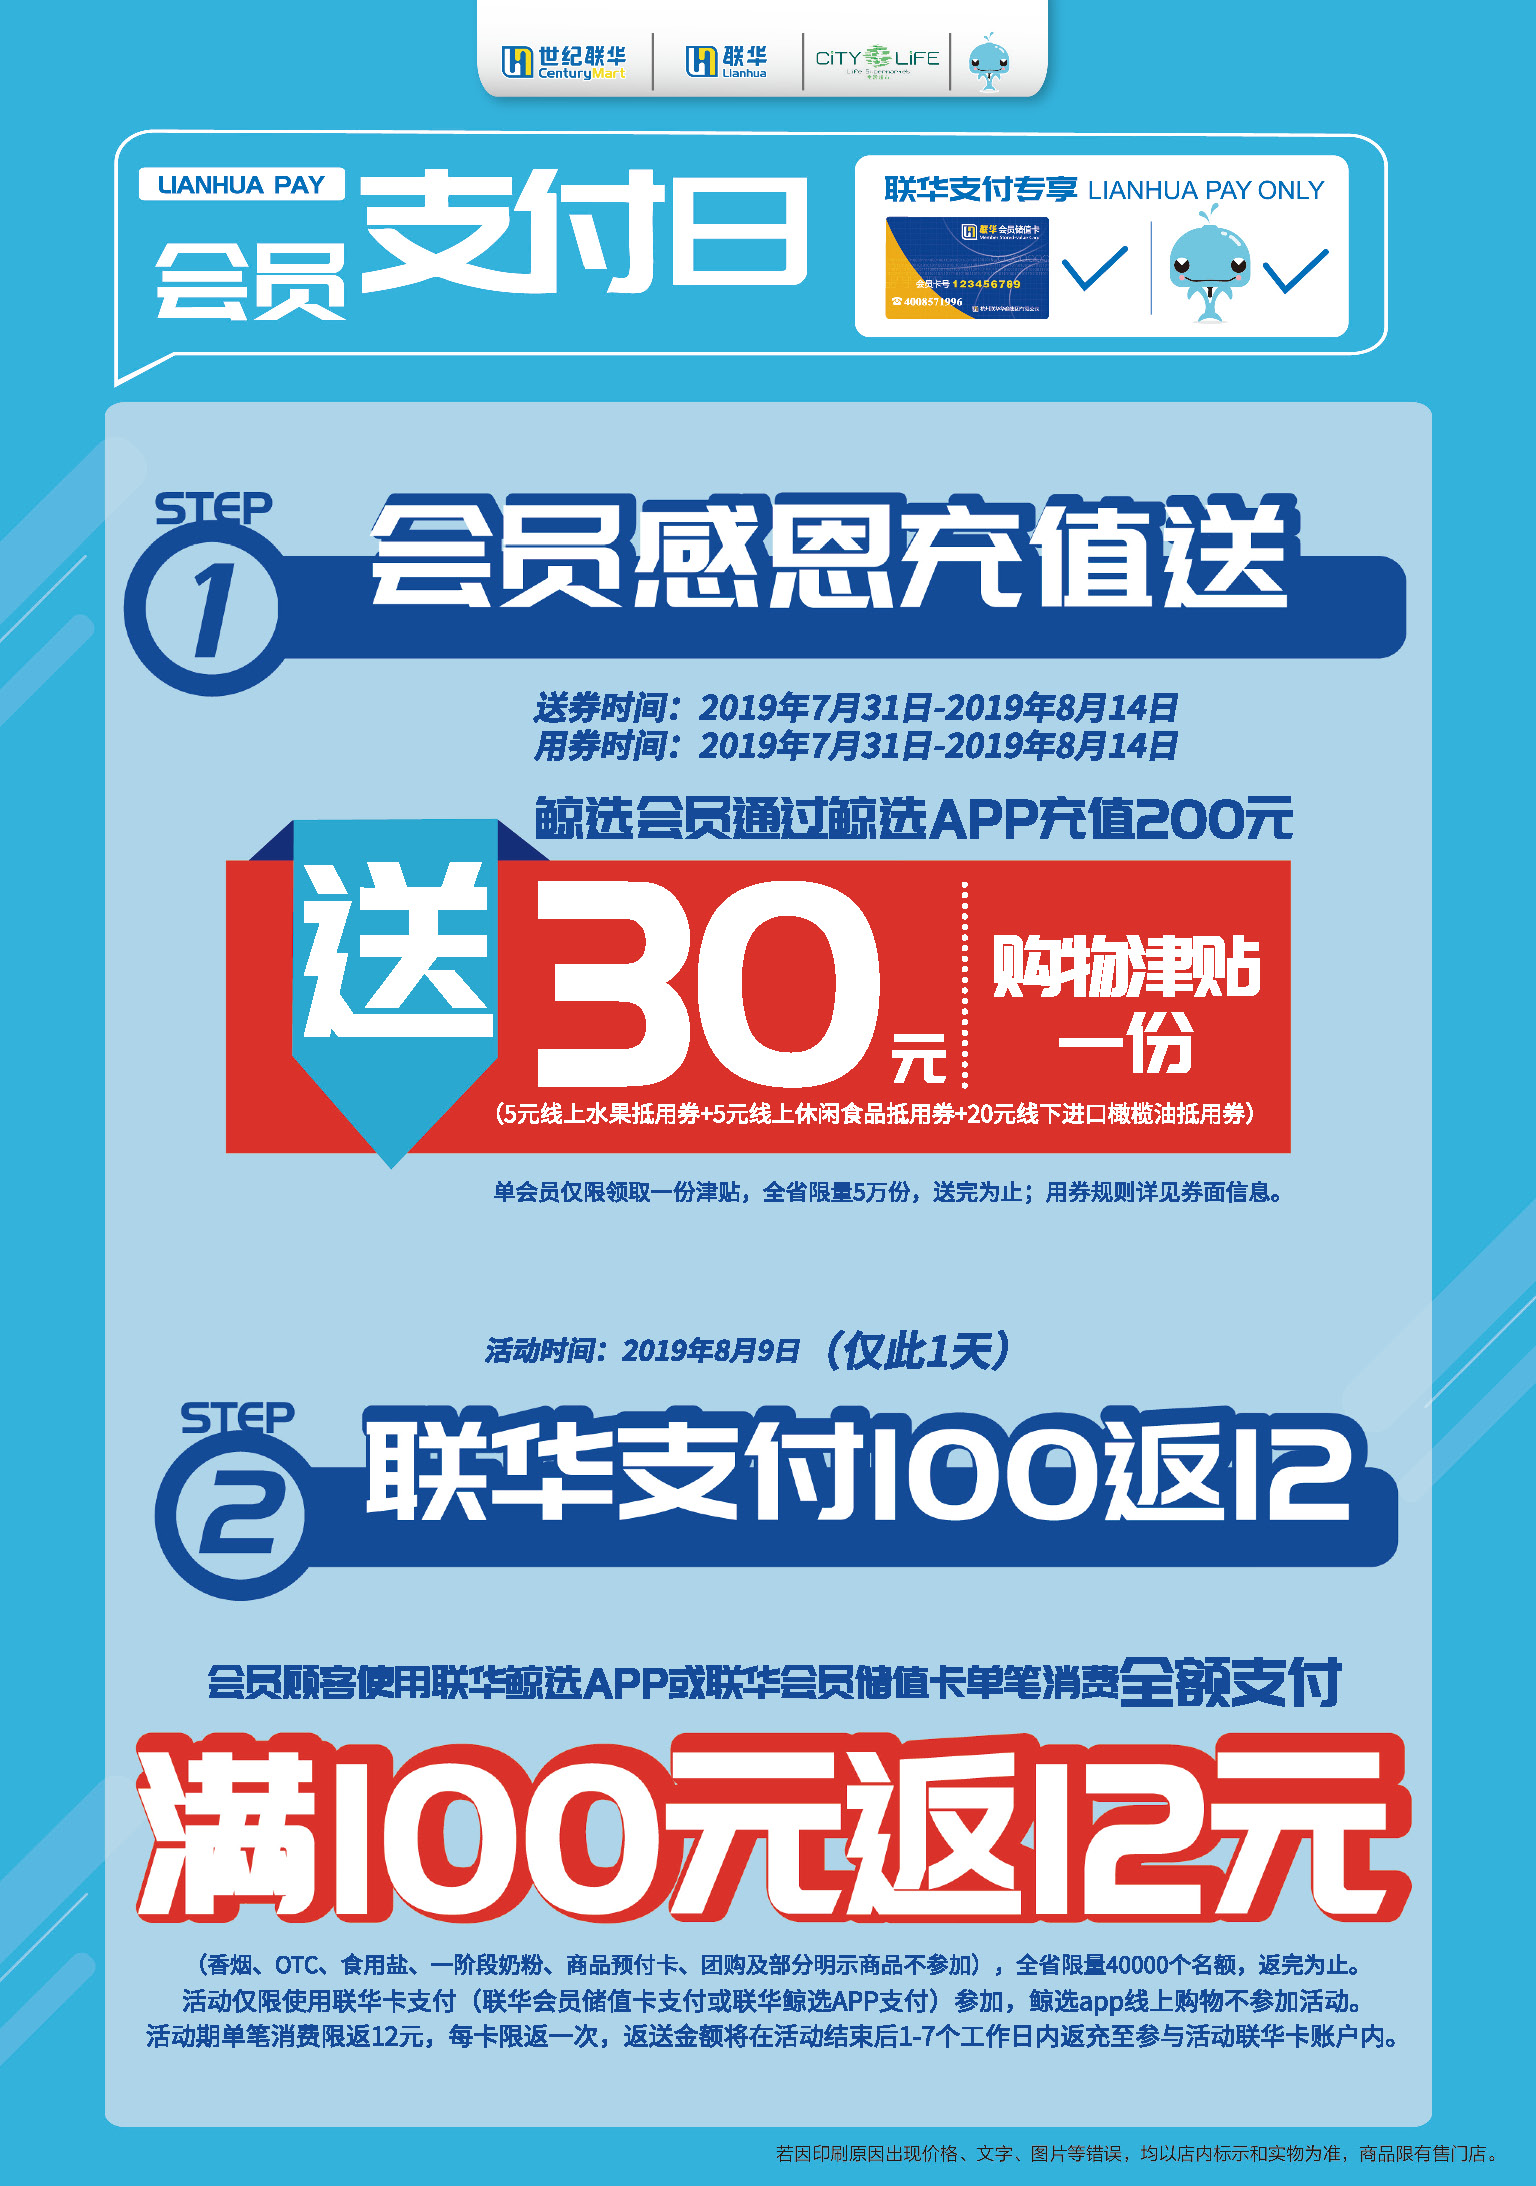 世纪联华
CenturyMart
联华
Lianhua
CiTY LiFE
Life Supermarkets
LIANHUA PAY
会员
支付日
联华支付专享 LIANHUA PAY ONLY
联华 会员储值卡
Member Stored-value Card
会员卡号 123456789
☎4008571996
STEP
1
会员感恩充值送
送券时间：2019年7月31日-2019年8月14日
用券时间：2019年7月31日-2019年8月14日
鲸选会员通过鲸选APP充值200元
送
30元
购物津贴
一份
（5元线上水果抵用券+5元线上休闲食品抵用券+20元线下进口橄榄油抵用券）
单会员仅限领取一份津贴，全省限量5万份，送完为止；用券规则详见券面信息。
活动时间：2019年8月9日（仅此1天）
STEP
2
联华支付100返12
会员顾客使用联华鲸选APP或联华会员储值卡单笔消费全额支付
满100元返12元
（香烟、OTC、食用盐、一阶段奶粉、商品预付卡、团购及部分明示商品不参加），全省限量40000个名额，返完为止。
活动仅限使用联华卡支付（联华会员储值卡支付或联华鲸选APP支付）参加，鲸选app线上购物不参加活动。
活动期单笔消费限返12元，每卡限返一次，返送金额将在活动结束后1-7个工作日内返充至参与活动联华卡账户内。
若因印刷原因出现价格、文字、图片等错误，均以店内标示和实物为准，商品限有售门店。